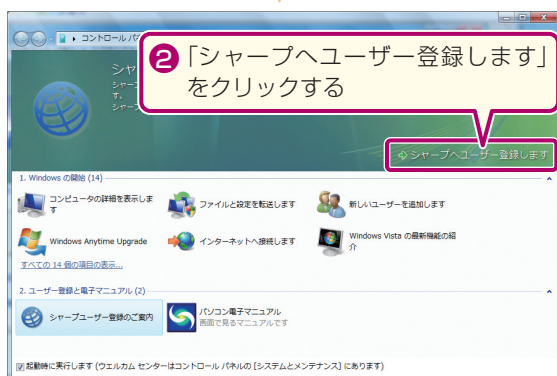 コントロール パ
❷「シャープへユーザー登録します」
をクリックする
シャ
シャー
す。
シャー
シャープへユーザー登録します
1. Windows の開始 (14)
コンピュータの詳細を表示しま
す
ファイルと設定を転送します
新しいユーザーを追加します
Windows Anytime Upgrade
インターネットへ接続します
Windows Vista の最新機能の紹
介
すべての 14 個の項目の表示...
2. ユーザー登録と電子マニュアル (2)
シャープユーザー登録のご案内
パソコン電子マニュアル
画面で見るマニュアルです
起動時に実行します (ウェルカム センターはコントロール パネルの [システムとメンテナンス] にあります)